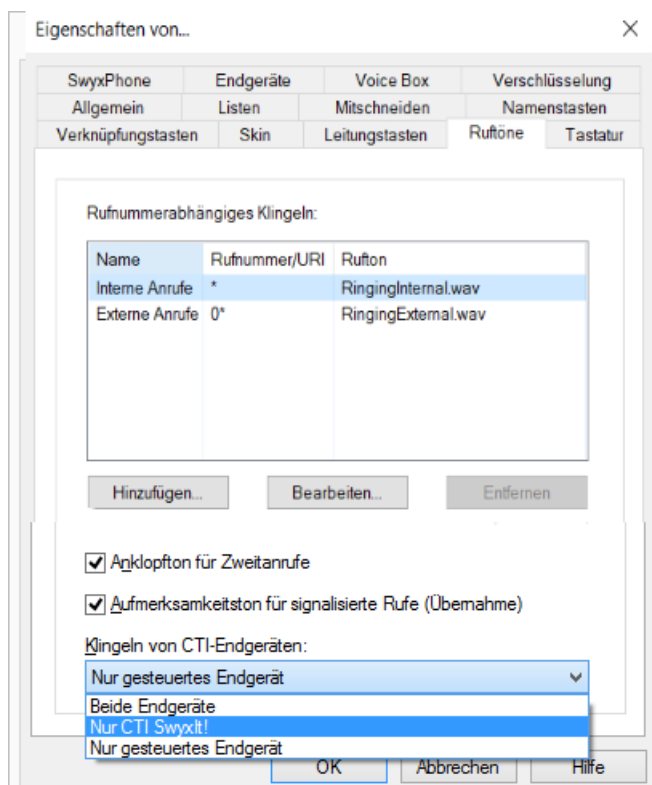 Eigenschaften von...
SwyxPhone Endgeräte Voice Box Verschlüsselung
Allgemein Listen Mitschneiden Namenstasten
Verknüpfungstasten Skin Leitungstasten Ruftöne Tastatur
Rufnummerabhängiges Klingeln:
Name Rufnummer/URI Rufton
Interne Anrufe * RingingInternal.wav
Externe Anrufe 0* RingingExternal.wav
Hinzufügen... Bearbeiten... Entfernen
Anklopfton für Zweitanrufe
Aufmerksamkeitston für signalisierte Rufe (Übernahme)
Klingeln von CTI-Endgeräten:
Nur gesteuertes Endgerät
Beide Endgeräte
Nur CTI SwyxIt!
Nur gesteuertes Endgerät
OK Abbrechen Hilfe